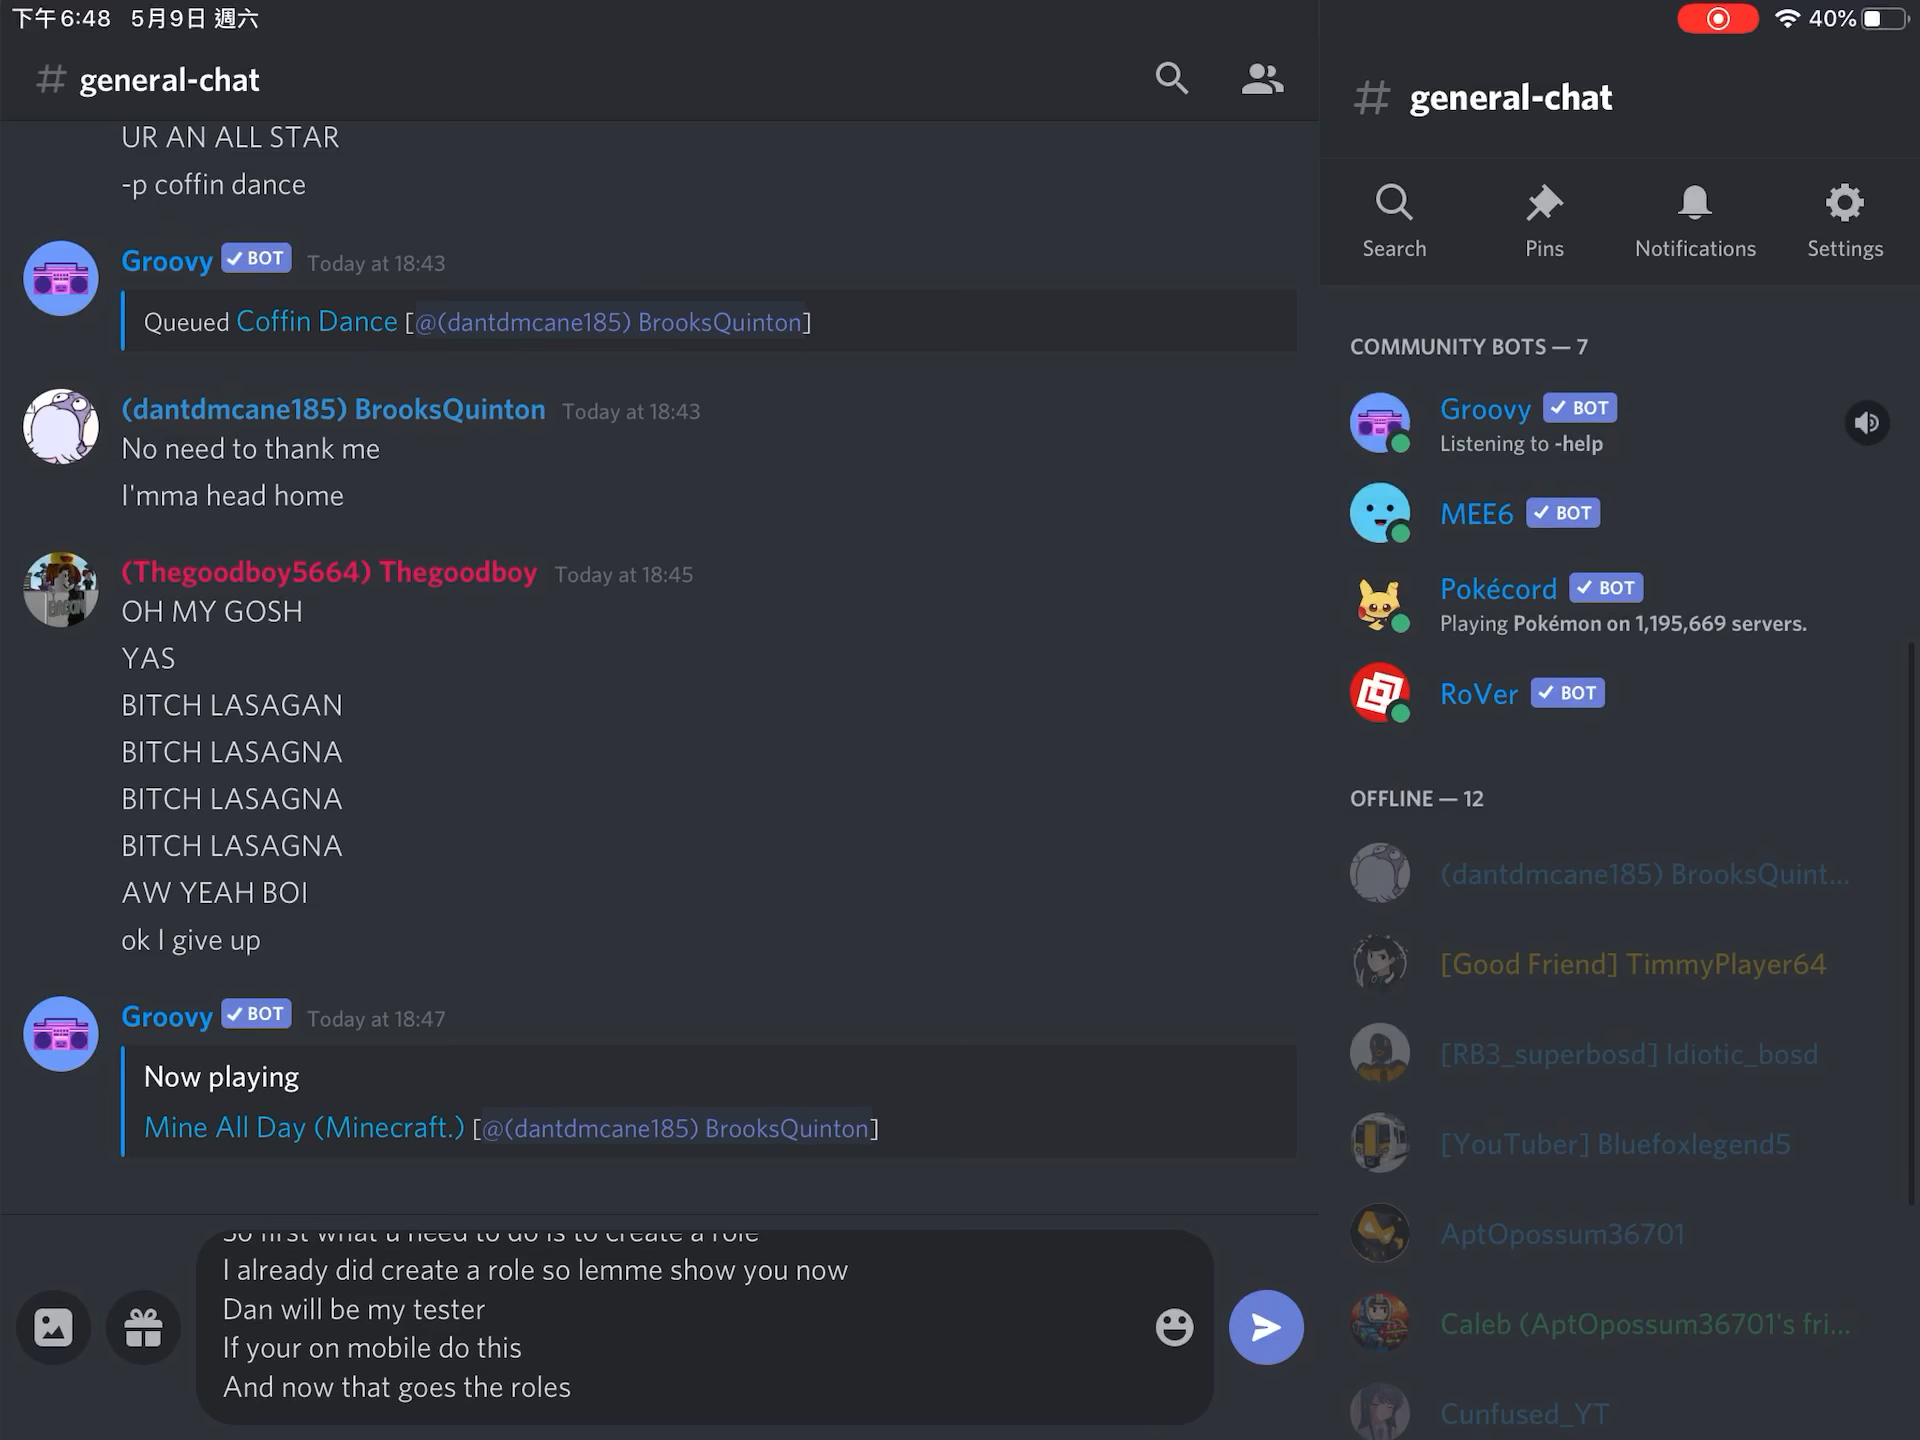 下午6:48 5月9日 週六
40%
# general-chat
UR AN ALL STAR
-p coffin dance
Groovy ✓ BOT Today at 18:43
Queued Coffin Dance [@(dantdmcane185) BrooksQuinton]
(dantdmcane185) BrooksQuinton Today at 18:43
No need to thank me
I'mma head home
(Thegoodboy5664) Thegoodboy Today at 18:45
OH MY GOSH
YAS
BITCH LASAGAN
BITCH LASAGNA
BITCH LASAGNA
BITCH LASAGNA
AW YEAH BOI
ok I give up
Groovy ✓ BOT Today at 18:47
Now playing
Mine All Day (Minecraft.) [@(dantdmcane185) BrooksQuinton]
So first what u need to do is to create a role
I already did create a role so lemme show you now
Dan will be my tester
If your on mobile do this
And now that goes the roles
# general-chat
Search Pins Notifications Settings
COMMUNITY BOTS — 7
Groovy ✓ BOT
Listening to -help
MEE6 ✓ BOT
Pokécord ✓ BOT
Playing Pokémon on 1,195,669 servers.
RoVer ✓ BOT
OFFLINE — 12
(dantdmcane185) BrooksQuint...
[Good Friend] TimmyPlayer64
[RB3_superbosd] Idiotic_bosd
[YouTuber] Bluefoxlegend5
AptOpossum36701
Caleb (AptOpossum36701's fri...
Cunfused_YT